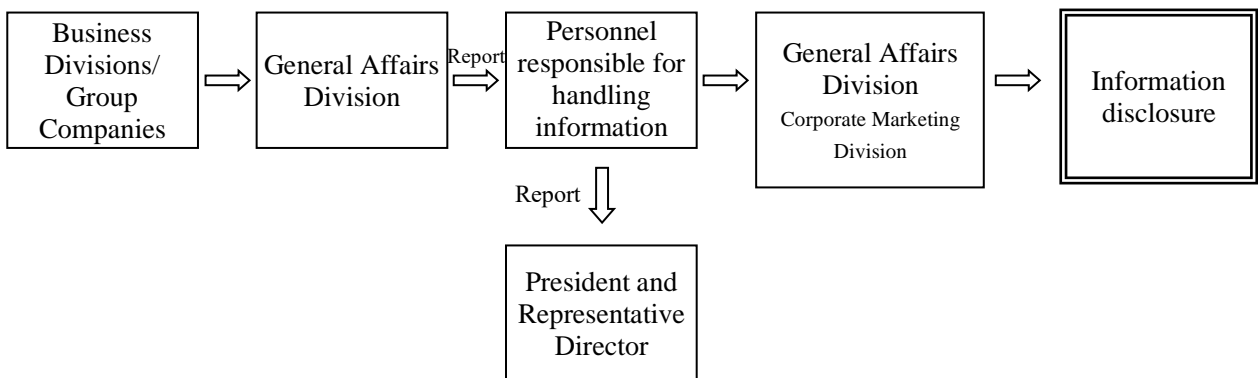 Business
Divisions/
Group
Companies
General Affairs
Division
Report
Personnel
responsible for
handling
information
General Affairs
Division
Corporate Marketing
Division
Information
disclosure
Report
President and
Representative
Director